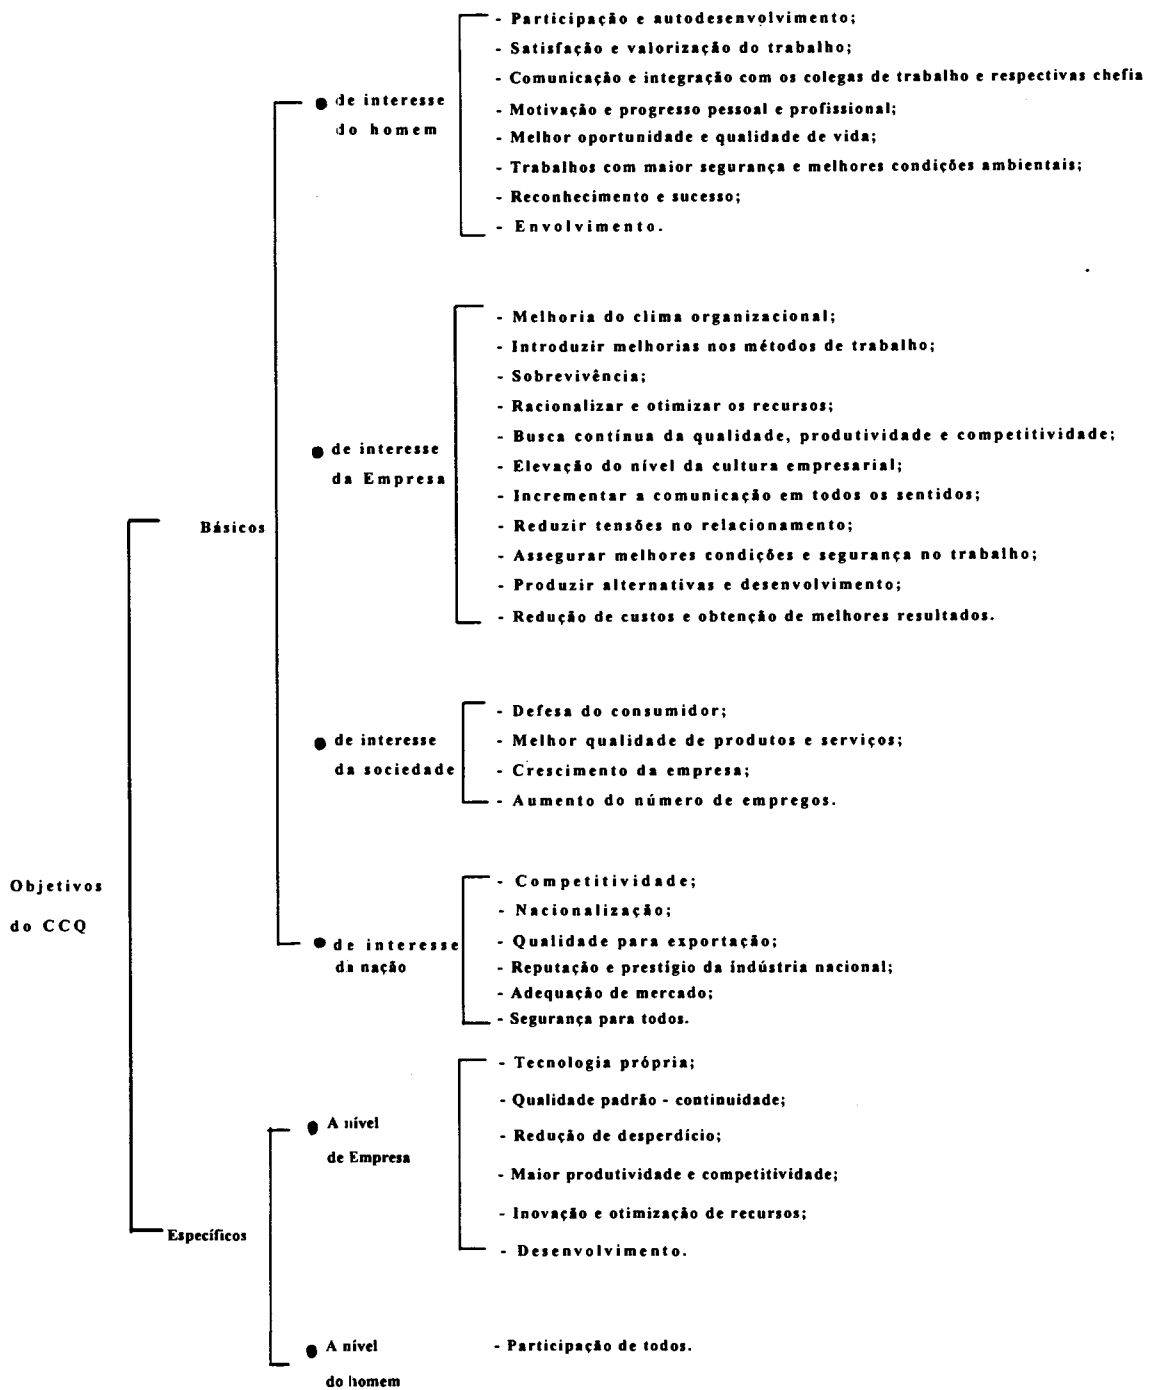 - Participação e autodesenvolvimento;
- Satisfação e valorização do trabalho;
- Comunicação e integração com os colegas de trabalho e respectivas chefia
de interesse
do homem
- Motivação e progresso pessoal e profissional;
- Melhor oportunidade e qualidade de vida;
- Trabalhos com maior segurança e melhores condições ambientais;
- Reconhecimento e sucesso;
- Envolvimento.
- Melhoria do clima organizacional;
- Introduzir melhorias nos métodos de trabalho;
- Sobrevivência;
- Racionalizar e otimizar os recursos;
- Busca contínua da qualidade, produtividade e competitividade;
de interesse
da Empresa
- Elevação do nível da cultura empresarial;
- Incrementar a comunicação em todos os sentidos;
Básicos
- Reduzir tensões no relacionamento;
- Assegurar melhores condições e segurança no trabalho;
- Produzir alternativas e desenvolvimento;
- Redução de custos e obtenção de melhores resultados.
- Defesa do consumidor;
de interesse
da sociedade
- Melhor qualidade de produtos e serviços;
- Crescimento da empresa;
- Aumento do número de empregos.
Objetivos
do CCQ
- Competitividade;
- Nacionalização;
de interesse
da nação
- Qualidade para exportação;
- Reputação e prestígio da índústria nacional;
- Adequação de mercado;
- Segurança para todos.
- Tecnologia própria;
- Qualidade padrão - continuidade;
A nível
de Empresa
- Redução de desperdício;
- Maior produtividade e competitividade;
- Inovação e otimização de recursos;
Específicos
- Desenvolvimento.
A nível
do homem
- Participação de todos.